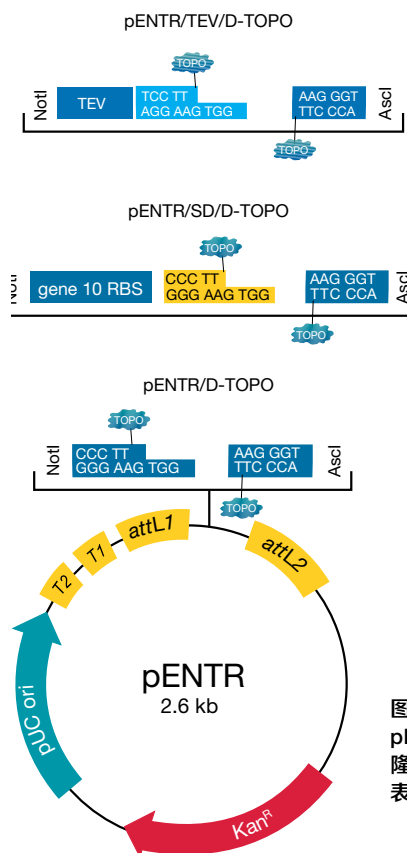 pENTR/TEV/D-TOPO
TOPO
NotI
TEV
TCC TT
AGG AAG TGG
AAG GGT
TTC CCA
AscI
TOPO
pENTR/SD/D-TOPO
TOPO
NotI
gene 10 RBS
CCC TT
GGG AAG TGG
AAG GGT
TTC CCA
AscI
TOPO
pENTR/D-TOPO
TOPO
NotI
CCC TT
GGG AAG TGG
AAG GGT
TTC CCA
AscI
TOPO
T2
T1
attL1
attL2
pUC ori
pENTR
2.6 kb
KanR
图
隆
表